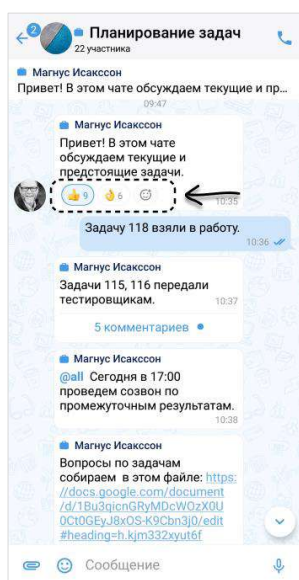 2
Планирование задач
22 участника
Магнус Исакссон
Привет! В этом чате обсуждаем текущие и пр...
09:47
Магнус Исакссон
Привет! В этом чате
обсуждаем текущие и
предстоящие задачи.
9 6
10:35
Задачу 118 взяли в работу.
10:36
Магнус Исакссон
Задачи 115, 116 передали
тестировщикам.
10:37
5 комментариев
Магнус Исакссон
@all Сегодня в 17:00
проведем созвон по
промежуточным результатам.
10:38
Магнус Исакссон
Вопросы по задачам
собираем в этом файле: https:
//docs.google.com/document
/d/1Bu3qicnGRyMDcWOzX0U
0Ct0GEyJ8xOS-K9Cbn3j0/edit
#heading=h.kjm332xyut6f
Сообщение